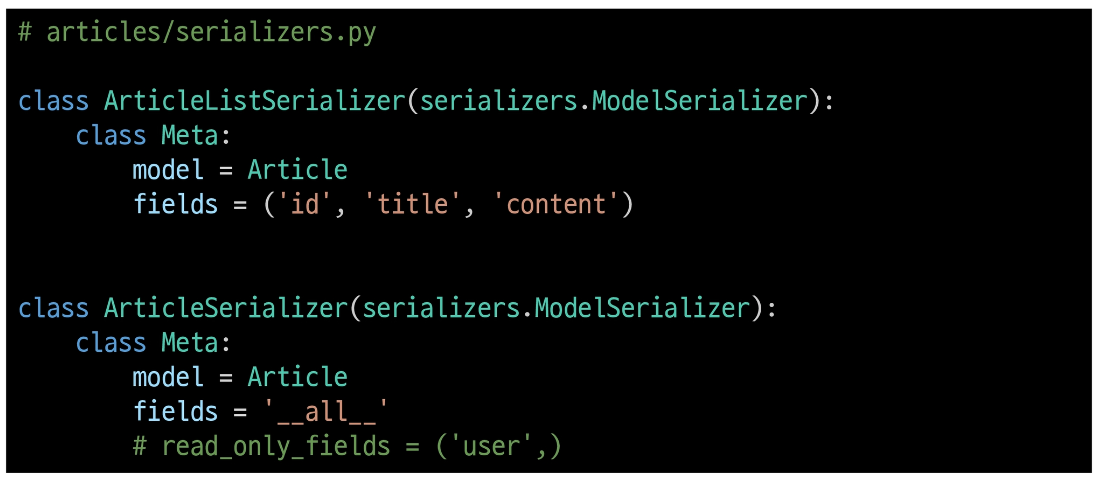 # articles/serializers.py
class ArticleListSerializer(serializers.ModelSerializer):
    class Meta:
        model = Article
        fields = ('id', 'title', 'content')
class ArticleSerializer(serializers.ModelSerializer):
    class Meta:
        model = Article
        fields = '__all__'
        # read_only_fields = ('user',)